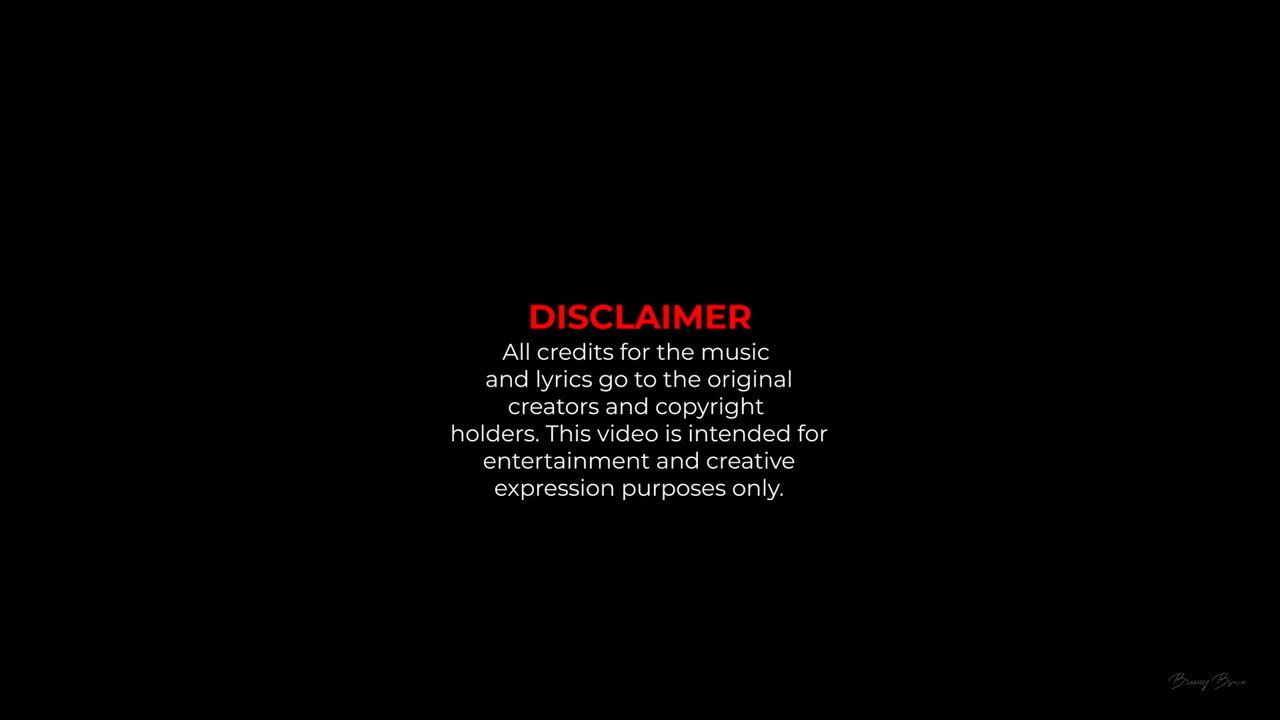 DISCLAIMER
All credits for the music
and lyrics go to the original
creators and copyright
holders. This video is intended for
entertainment and creative
expression purposes only.